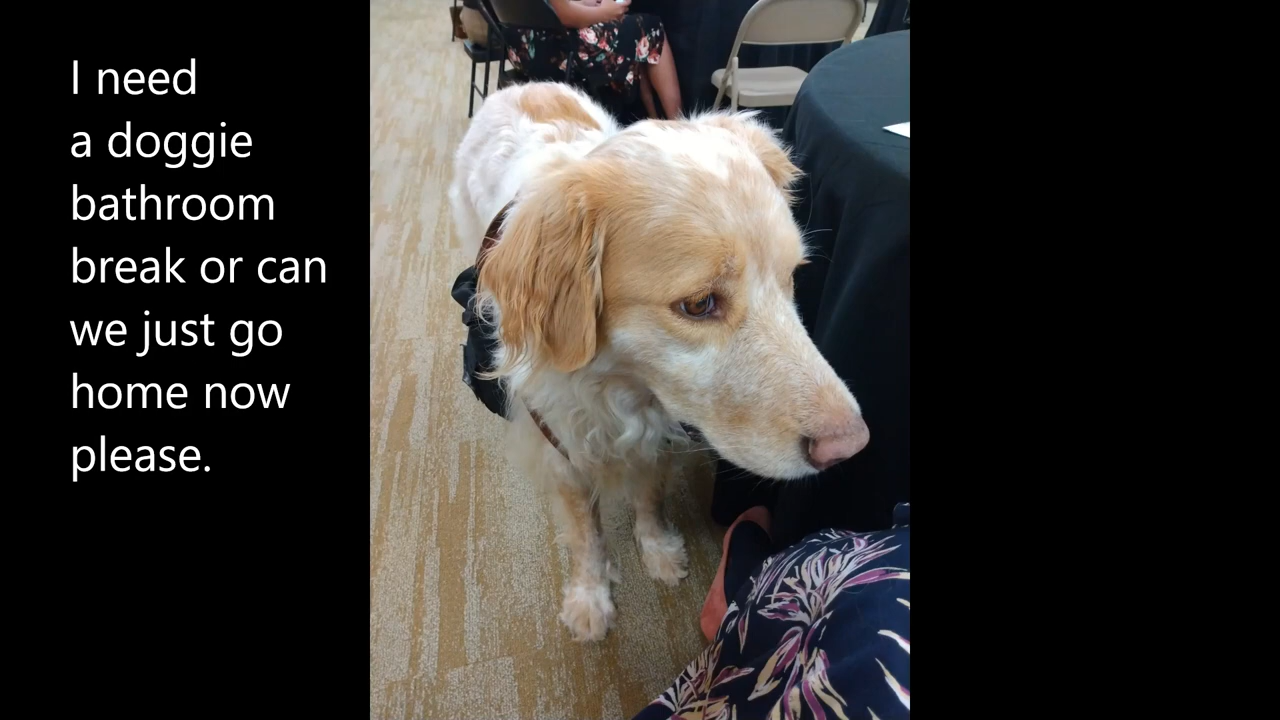 I need
a doggie
bathroom
break or can
we just go
home now
please.